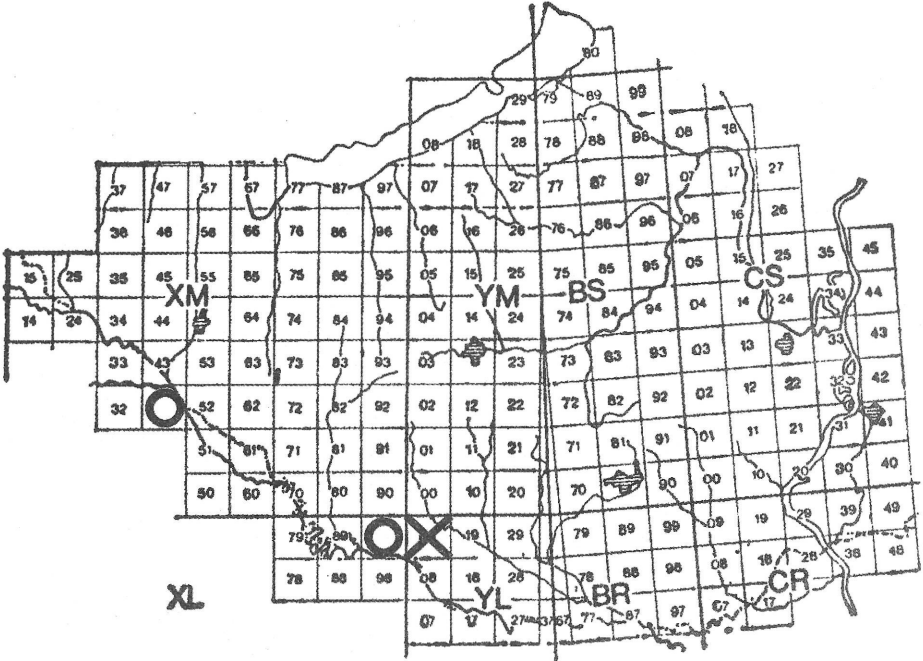 80
29 79 89 99
08 18 28 78 88 98 08 18
37 47 57 67 77 87 97 07 17 27 77 87 97 07 17 27
36 46 56 66 76 86 96 06 16 26 76 86 96 06 16 26
15 25 35 45 55 65 75 85 95 05 15 25 75 85 95 05 15 25 35 45
XM YM BS CS
14 24 34 44 64 74 84 94 04 14 24 74 84 94 04 14 24 34 44
33 43 53 63 73 83 93 03 23 73 83 93 03 13 33 43
32 O 52 62 72 82 92 02 12 22 72 82 92 02 12 22 32 42
51 61 71 81 91 01 11 21 71 81 91 01 11 21 31 41
50 60 70 80 90 00 10 20 70 90 00 10 20 30 40
79 89 O X 19 29 79 89 99 09 19 29 39 49
78 88 98 08 18 28 78 88 98 08 18 28 38 48
XL YL BR CR
07 17 27 37 67 77 87 97 07 17